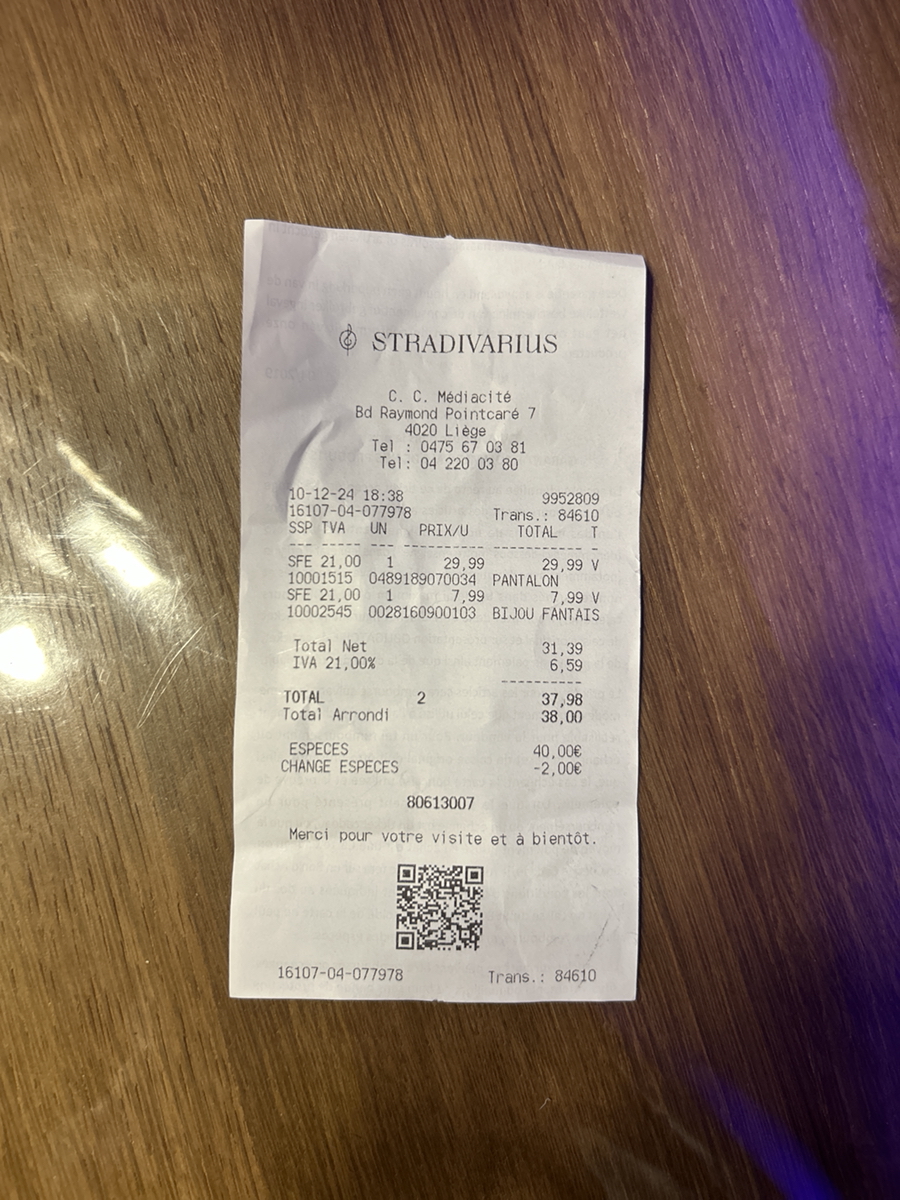 STRADIVARIUS
C. C. Médiacité
Bd Raymond Pointcaré 7
4020 Liège
Tel : 0475 67 03 81
Tel: 04 220 03 80
10-12-24 18:38 9952809
16107-04-077978 Trans.: 84610
SSP TVA UN PRIX/U TOTAL T
--- ----- --- --------- ---------- -
SFE 21,00 1 29,99 29,99 V
10001515 0489189070034 PANTALON
SFE 21,00 1 7,99 7,99 V
10002545 0028160900103 BIJOU FANTAIS
Total Net 31,39
IVA 21,00% 6,59
----------
TOTAL 2 37,98
Total Arrondi 38,00
ESPECES 40,00€
CHANGE ESPECES -2,00€
80613007
Merci pour votre visite et à bientôt.
16107-04-077978 Trans.: 84610